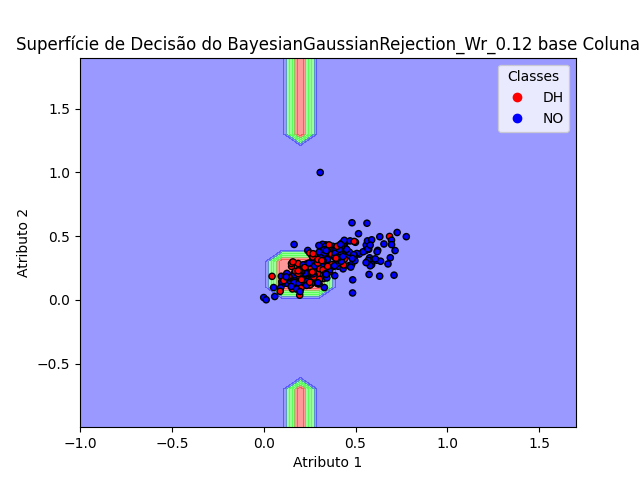 Superfície de Decisão do BayesianGaussianRejection_Wr_0.12 base Coluna
Classes
DH
NO
1.5
1.0
0.5
0.0
−0.5
Atributo 2
−1.0
−0.5
0.0
0.5
1.0
1.5
Atributo 1